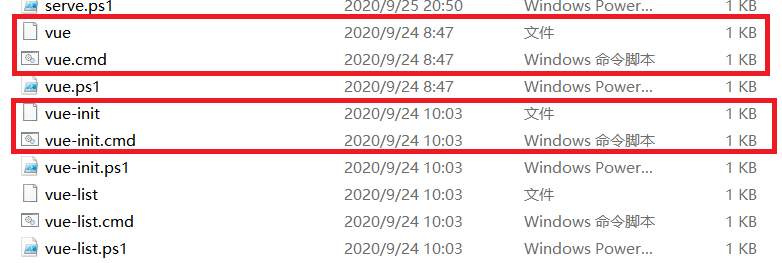 serve.ps1 2020/9/25 20:50 Windows Power... 1 KB
vue 2020/9/24 8:47 文件 1 KB
vue.cmd 2020/9/24 8:47 Windows 命令脚本 1 KB
vue.ps1 2020/9/24 8:47 Windows Power... 1 KB
vue-init 2020/9/24 10:03 文件 1 KB
vue-init.cmd 2020/9/24 10:03 Windows 命令脚本 1 KB
vue-init.ps1 2020/9/24 10:03 Windows Power... 1 KB
vue-list 2020/9/24 10:03 文件 1 KB
vue-list.cmd 2020/9/24 10:03 Windows 命令脚本 1 KB
vue-list.ps1 2020/9/24 10:03 Windows Power... 1 KB